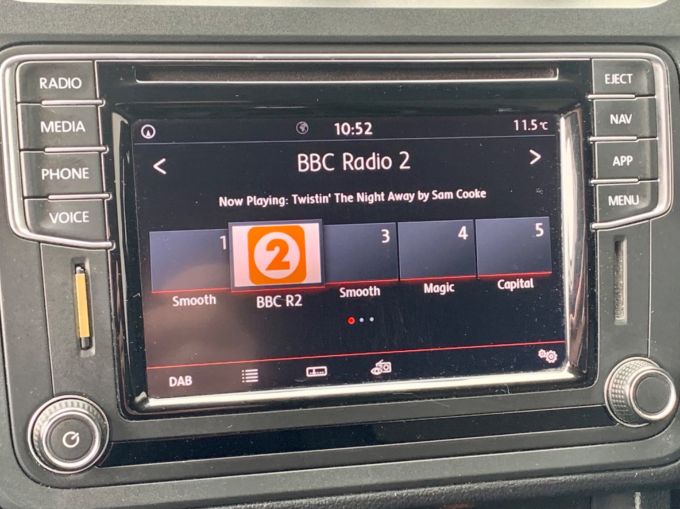 RADIO
MEDIA
PHONE
VOICE
EJECT
NAV
APP
MENU
10:52
11.5°C
BBC Radio 2
Now Playing: Twistin' The Night Away by Sam Cooke
1
2
3
4
5
Smooth
BBC R2
Smooth
Magic
Capital
DAB